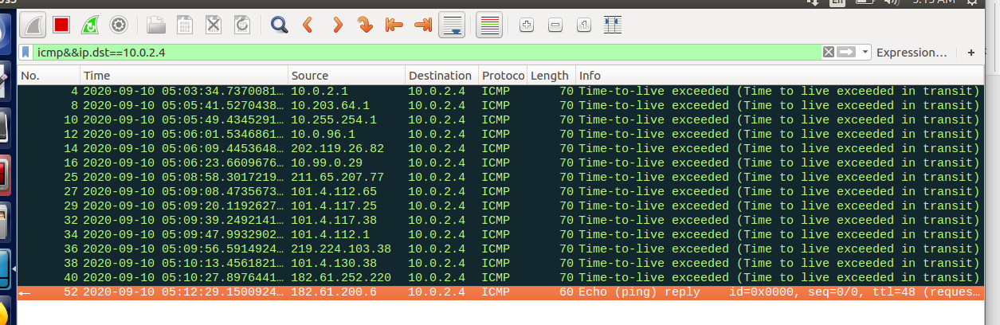 En
icmp&&ip.dst==10.0.2.4 Expression… +
No. Time Source Destination Protoco Length Info
4 2020-09-10 05:03:34.7370081… 10.0.2.1 10.0.2.4 ICMP 70 Time-to-live exceeded (Time to live exceeded in transit)
8 2020-09-10 05:05:41.5270438… 10.203.64.1 10.0.2.4 ICMP 70 Time-to-live exceeded (Time to live exceeded in transit)
10 2020-09-10 05:05:49.4345291… 10.255.254.1 10.0.2.4 ICMP 70 Time-to-live exceeded (Time to live exceeded in transit)
12 2020-09-10 05:06:01.5346861… 10.0.96.1 10.0.2.4 ICMP 70 Time-to-live exceeded (Time to live exceeded in transit)
14 2020-09-10 05:06:09.4453648… 202.119.26.82 10.0.2.4 ICMP 70 Time-to-live exceeded (Time to live exceeded in transit)
16 2020-09-10 05:06:23.6609676… 10.99.0.29 10.0.2.4 ICMP 70 Time-to-live exceeded (Time to live exceeded in transit)
25 2020-09-10 05:08:58.3017219… 211.65.207.77 10.0.2.4 ICMP 70 Time-to-live exceeded (Time to live exceeded in transit)
27 2020-09-10 05:09:08.4735673… 101.4.112.65 10.0.2.4 ICMP 70 Time-to-live exceeded (Time to live exceeded in transit)
29 2020-09-10 05:09:20.1192627… 101.4.117.25 10.0.2.4 ICMP 70 Time-to-live exceeded (Time to live exceeded in transit)
32 2020-09-10 05:09:39.2492141… 101.4.117.38 10.0.2.4 ICMP 70 Time-to-live exceeded (Time to live exceeded in transit)
34 2020-09-10 05:09:47.9932902… 101.4.112.1 10.0.2.4 ICMP 70 Time-to-live exceeded (Time to live exceeded in transit)
36 2020-09-10 05:09:56.5914924… 219.224.103.38 10.0.2.4 ICMP 70 Time-to-live exceeded (Time to live exceeded in transit)
38 2020-09-10 05:10:13.4561821… 101.4.130.38 10.0.2.4 ICMP 70 Time-to-live exceeded (Time to live exceeded in transit)
40 2020-09-10 05:10:27.8976441… 182.61.252.220 10.0.2.4 ICMP 70 Time-to-live exceeded (Time to live exceeded in transit)
52 2020-09-10 05:12:29.1500924… 182.61.200.6 10.0.2.4 ICMP 60 Echo (ping) reply id=0x0000, seq=0/0, ttl=48 (reques…